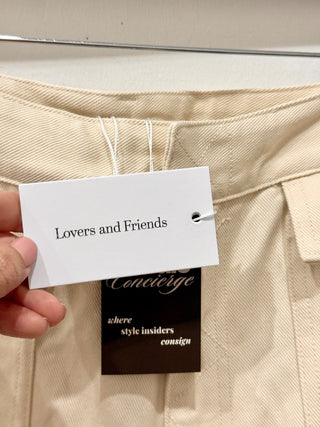 Lovers and Friends
Concierge
where
style insiders
consign